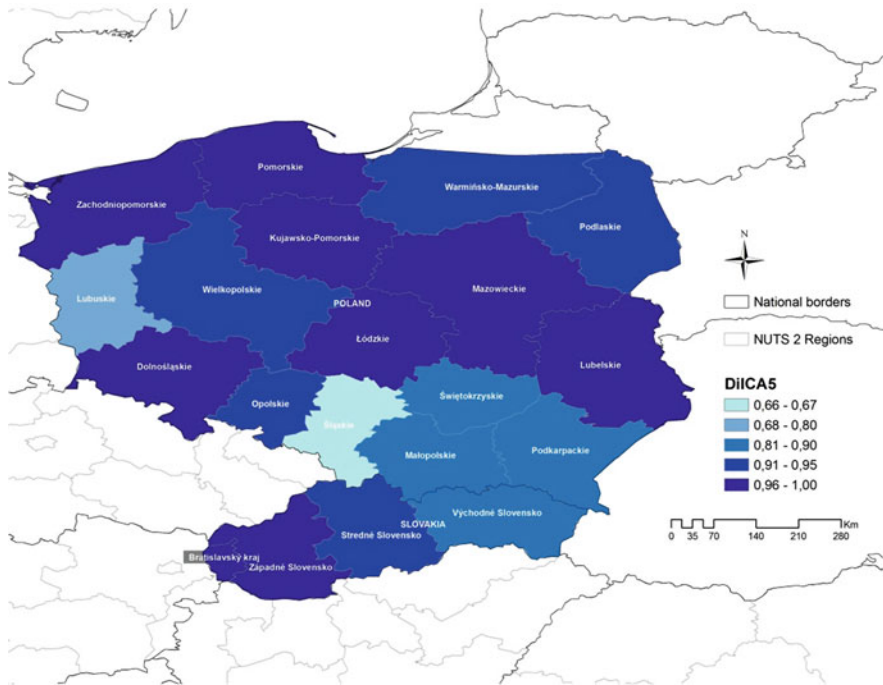 Pomorskie
Warmińsko-Mazurskie
Zachodniopomorskie
Podlaskie
Kujawsko-Pomorskie
N
Lubuskie
Wielkopolskie
Mazowieckie
POLAND
National borders
Łódzkie
NUTS 2 Regions
Dolnośląskie
Lubelskie
DiICA5
Opolskie
Świętokrzyskie
0,66 - 0,67
Śląskie
0,68 - 0,80
Małopolskie
Podkarpackie
0,81 - 0,90
0,91 - 0,95
0,96 - 1,00
Východné Slovensko
SLOVAKIA
Stredné Slovensko
Km
0 35 70 140 210 280
Bratislavský kraj
Západné Slovensko